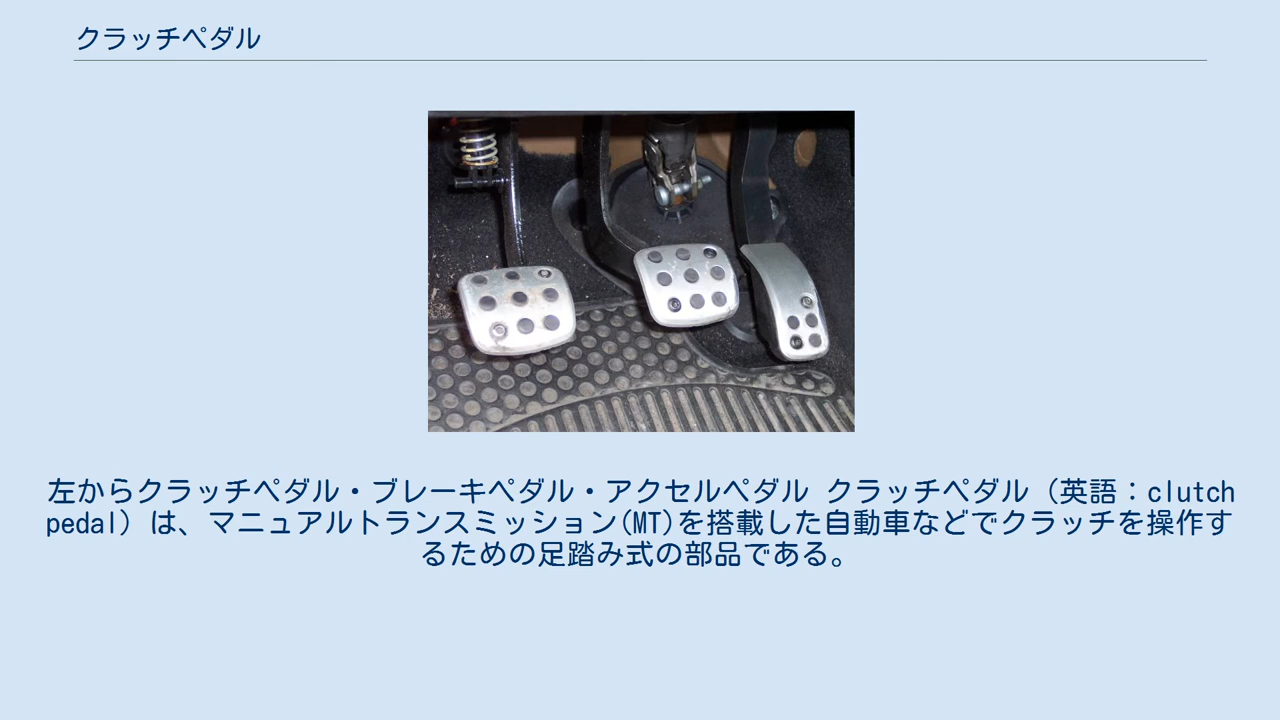 クラッチペダル
左からクラッチペダル・ブレーキペダル・アクセルペダル クラッチペダル（英語：clutch
pedal）は、マニュアルトランスミッション(MT)を搭載した自動車などでクラッチを操作す
るための足踏み式の部品である。